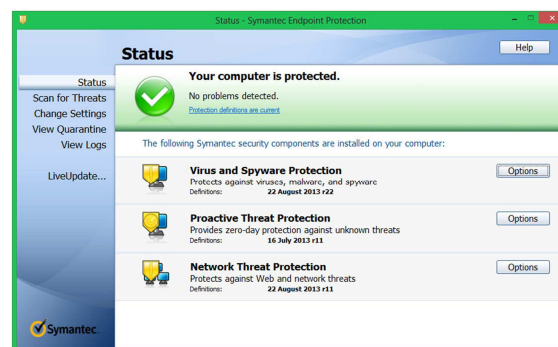 Status - Symantec Endpoint Protection
Status
Help
Status
Scan for Threats
Change Settings
View Quarantine
View Logs
LiveUpdate...
Your computer is protected.
No problems detected.
Protection definitions are current
The following Symantec security components are installed on your computer:
Virus and Spyware Protection
Options
Protects against viruses, malware, and spyware
Definitions: 22 August 2013 r22
Proactive Threat Protection
Options
Provides zero-day protection against unknown threats
Definitions: 16 July 2013 r11
Network Threat Protection
Options
Protects against Web and network threats
Definitions: 22 August 2013 r11
Symantec.